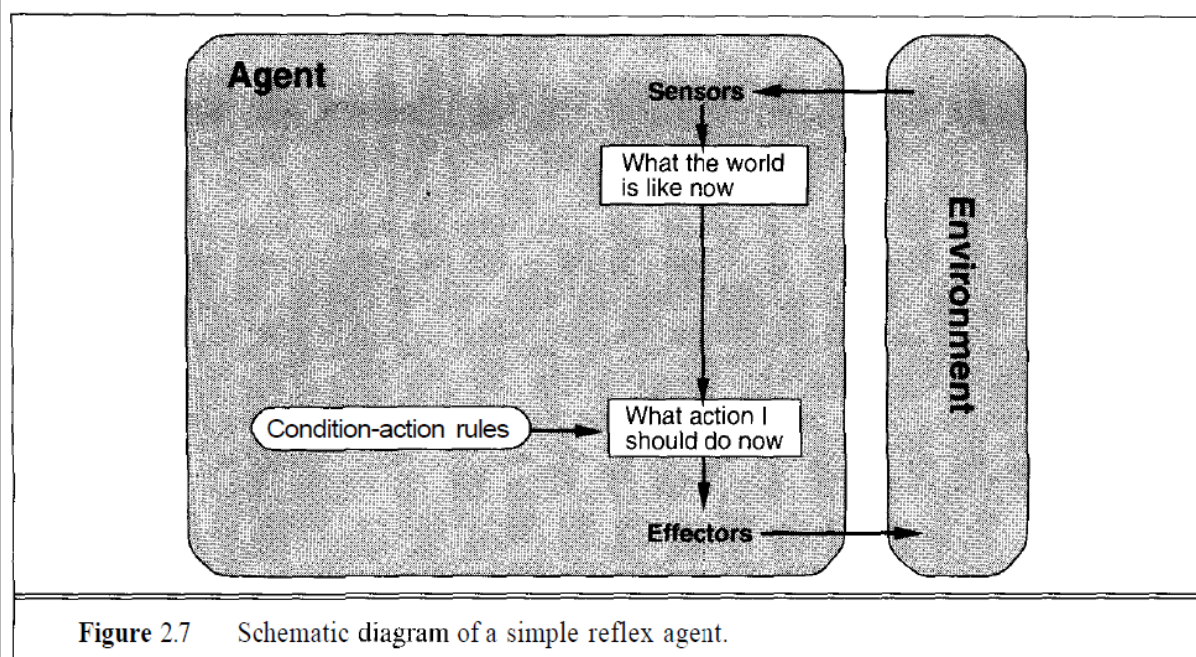 Agent
Sensors
What the world
is like now
Environment
Condition-action rules
What action I
should do now
Effectors
Figure 2.7 Schematic diagram of a simple reflex agent.